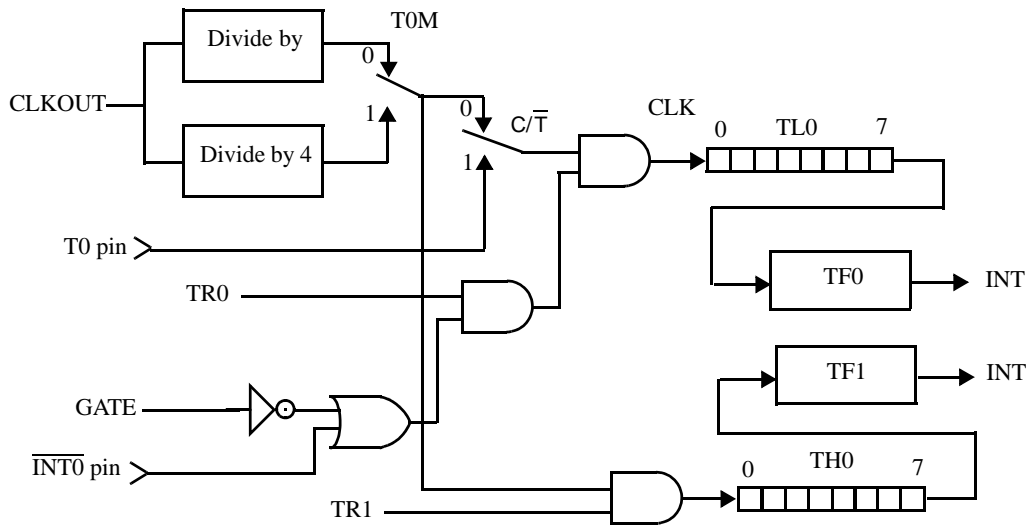 T0M
Divide by
0
CLKOUT
1
Divide by 4
0
C/T̅
1
CLK
0 TL0 7
T0 pin
TR0
TF0
INT
TF1
INT
GATE
I̅N̅T̅0̅ pin
0 TH0 7
TR1